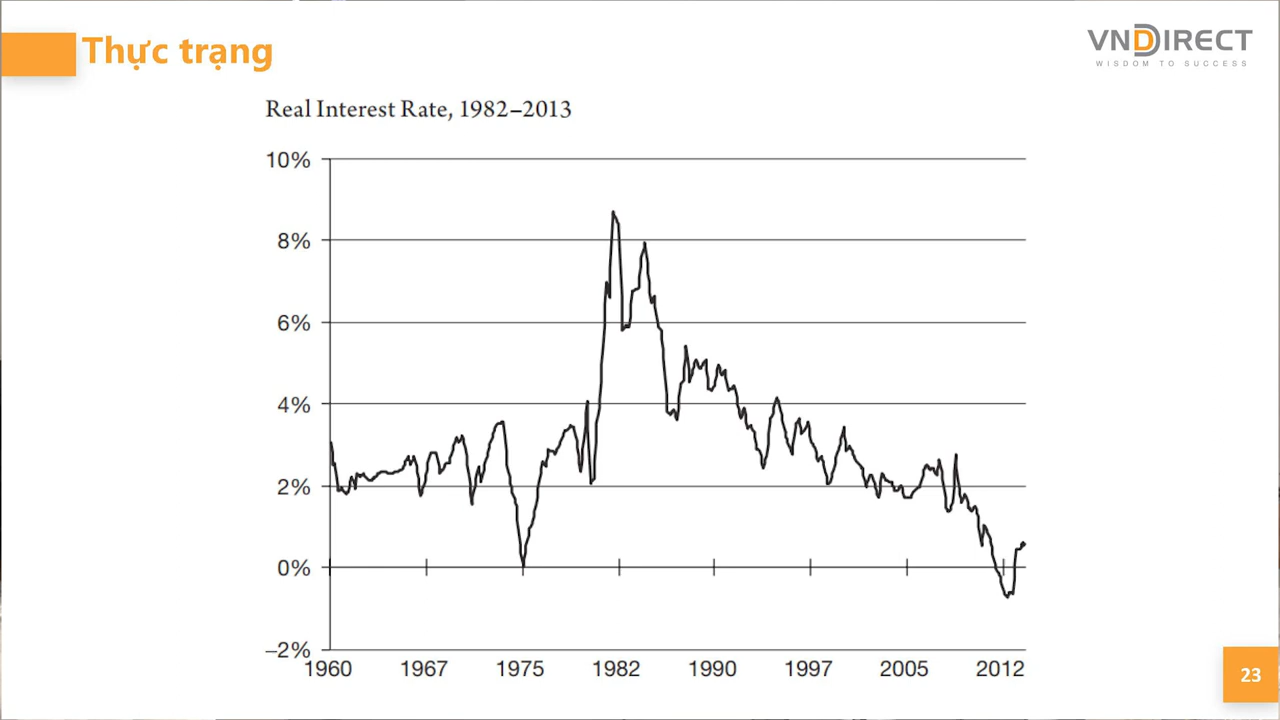 Thực trạng
VNDIRECT
WISDOM TO SUCCESS
Real Interest Rate, 1982–2013
10%
8%
6%
4%
2%
0%
–2%
1960 1967 1975 1982 1990 1997 2005 2012
23